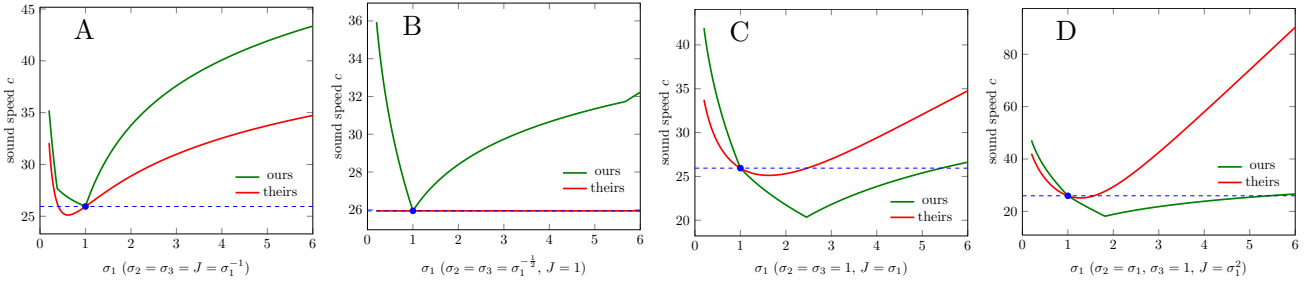 A
45
40
35
30
25
sound speed c
ours
theirs
0 1 2 3 4 5 6
σ₁ (σ₂ = σ₃ = J = σ₁⁻¹)
B
36
34
32
30
28
26
sound speed c
ours
theirs
0 1 2 3 4 5 6
σ₁ (σ₂ = σ₃ = σ₁^{-1/2}, J = 1)
C
40
35
30
25
20
sound speed c
ours
theirs
0 1 2 3 4 5 6
σ₁ (σ₂ = σ₃ = 1, J = σ₁)
D
80
60
40
20
sound speed c
ours
theirs
0 1 2 3 4 5 6
σ₁ (σ₂ = σ₁, σ₃ = 1, J = σ₁²)